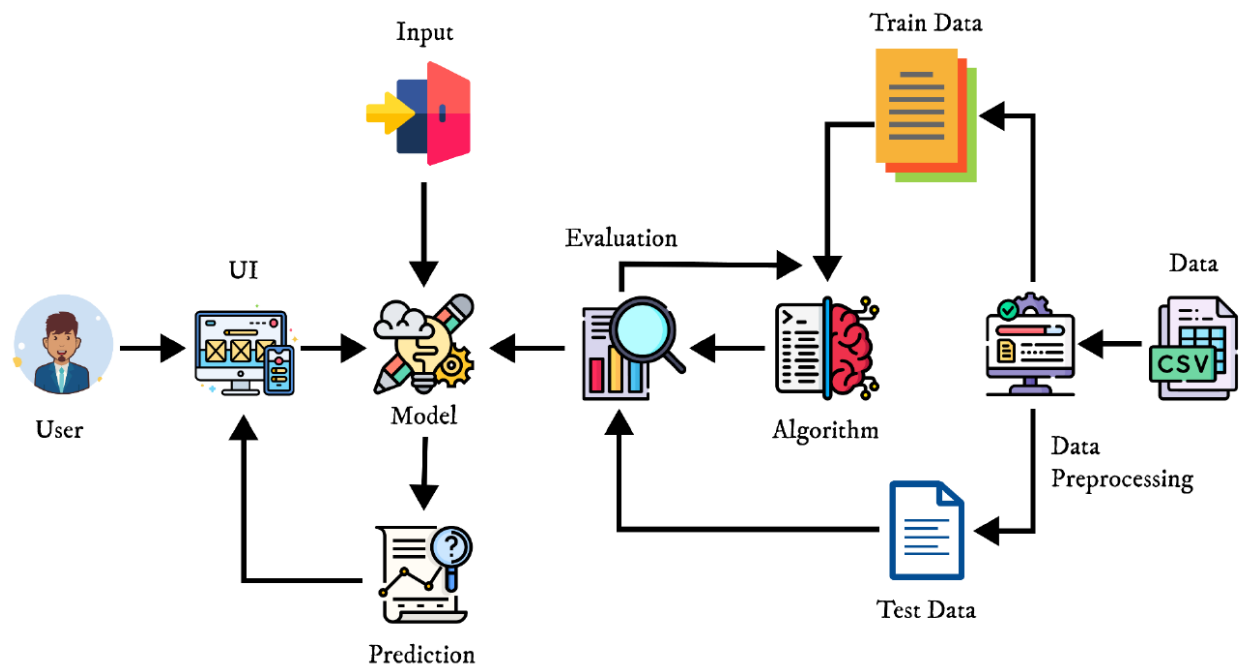 Train Data
Input
Evaluation
UI
Data
>_
CSV
Model
User
Algorithm
Data
Preprocessing
?
Test Data
Prediction